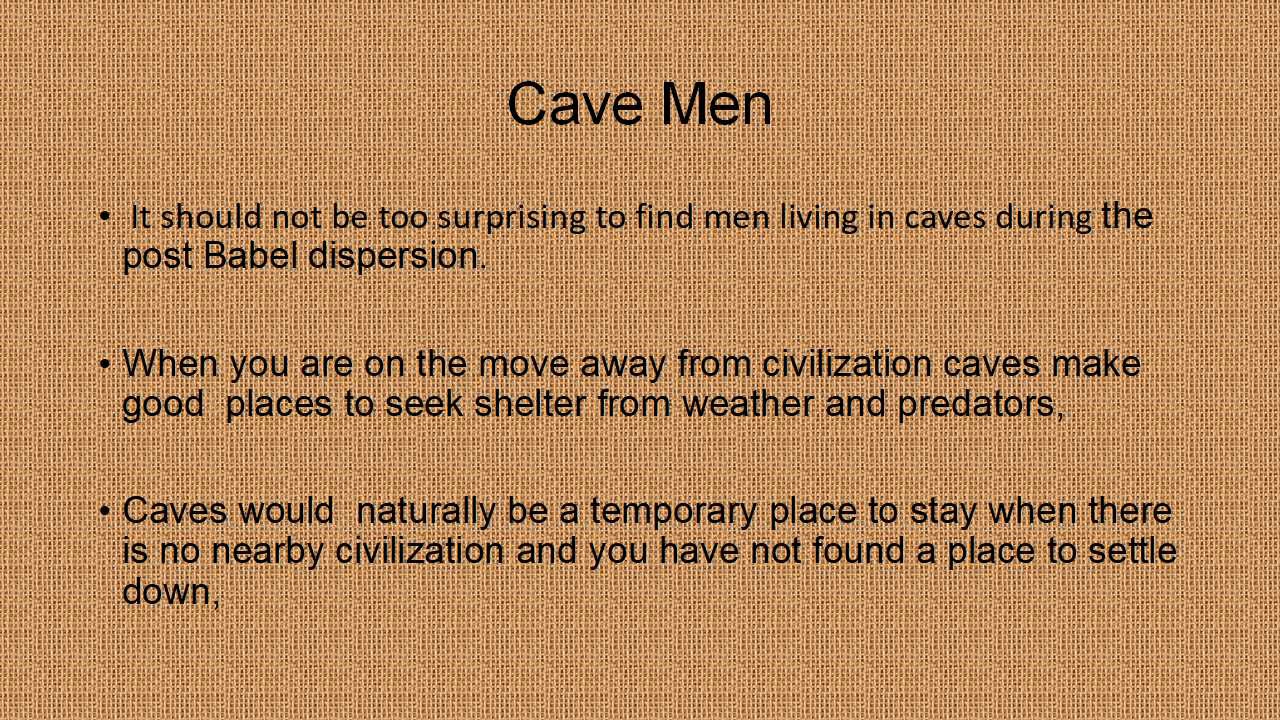 Cave Men
• It should not be too surprising to find men living in caves during the
post Babel dispersion.
• When you are on the move away from civilization caves make
good  places to seek shelter from weather and predators,
• Caves would  naturally be a temporary place to stay when there
is no nearby civilization and you have not found a place to settle
down,